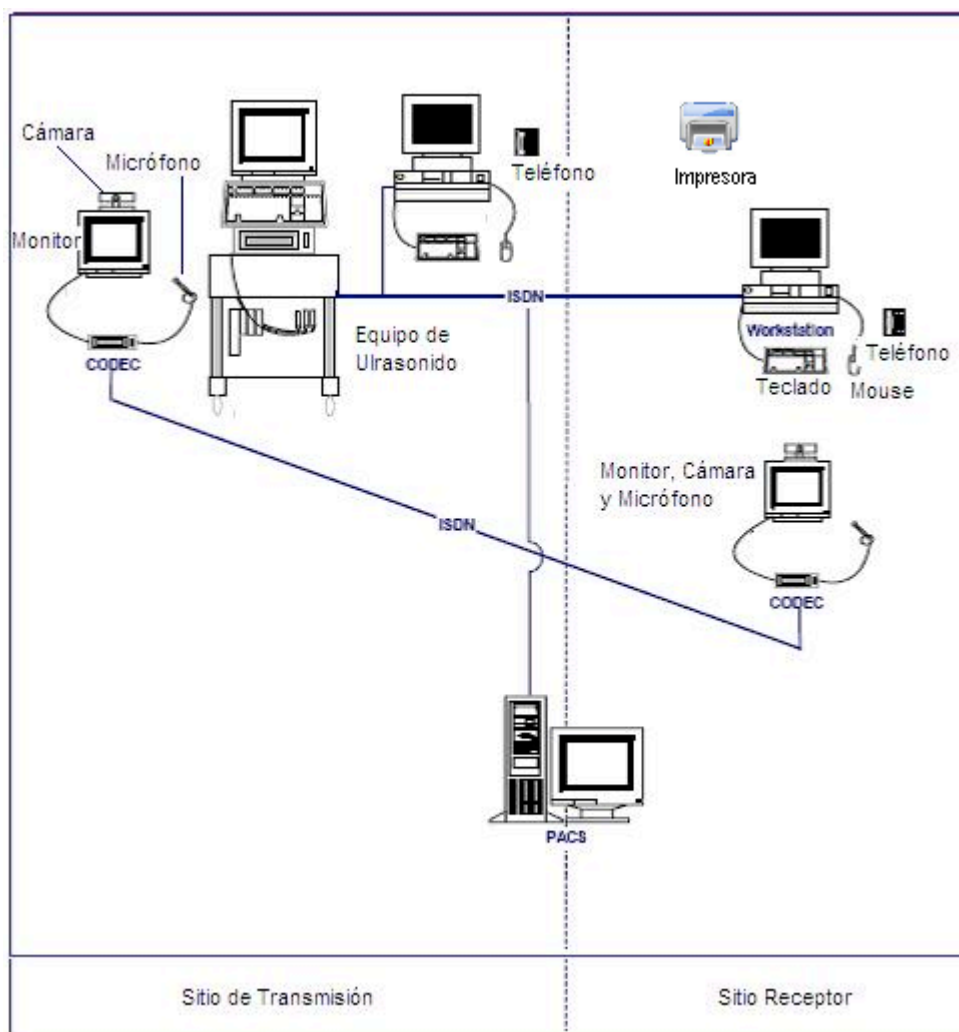 Cámara
Micrófono
Monitor
CODEC
Equipo de
Ulrasonido
Teléfono
ISDN
Impresora
Workstation
Teléfono
Teclado
Mouse
Monitor, Cámara
y Micrófono
ISDN
CODEC
PACS
Sitio de Transmisión
Sitio Receptor